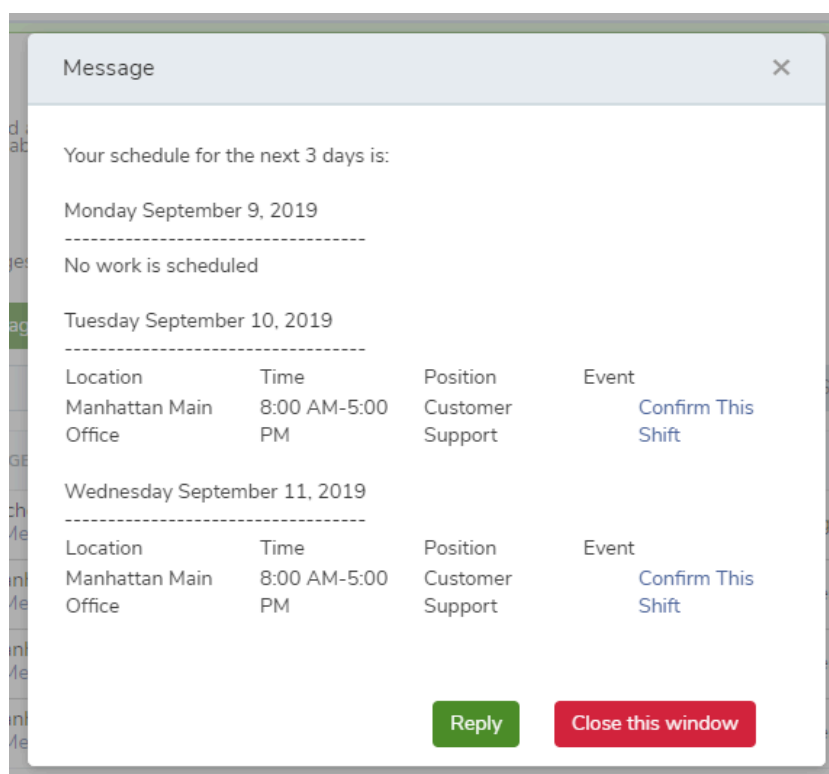 Message
×
Your schedule for the next 3 days is:
Monday September 9, 2019
-----------------------------------
No work is scheduled
Tuesday September 10, 2019
-----------------------------------
Location Time Position Event
Manhattan Main 8:00 AM-5:00 Customer Confirm This
Office PM Support Shift
Wednesday September 11, 2019
-----------------------------------
Location Time Position Event
Manhattan Main 8:00 AM-5:00 Customer Confirm This
Office PM Support Shift
Reply Close this window